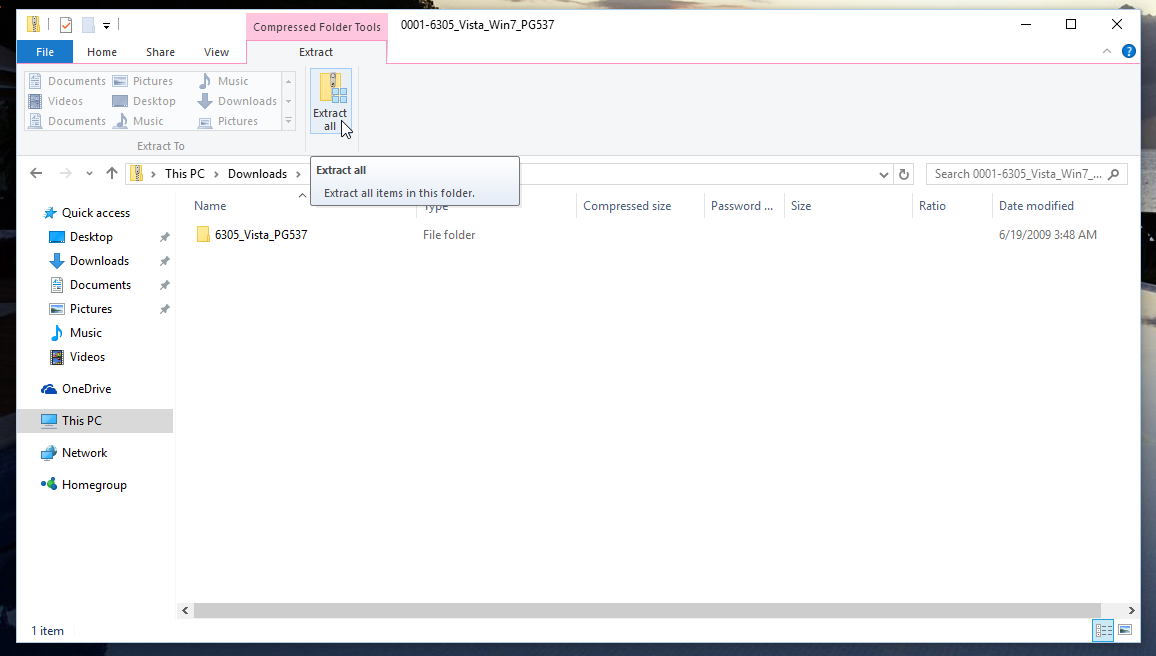 Compressed Folder Tools
0001-6305_Vista_Win7_PG537
File
Home
Share
View
Extract
?
Documents Pictures Music
Videos Desktop Downloads
Documents Music Pictures
Extract To
Extract
all
This PC
Downloads
Search 0001-6305_Vista_Win7_...
Extract all
Extract all items in this folder.
Name
Type
Compressed size
Password ...
Size
Ratio
Date modified
6305_Vista_PG537
File folder
6/19/2009 3:48 AM
Quick access
Desktop
Downloads
Documents
Pictures
Music
Videos
OneDrive
This PC
Network
Homegroup
1 item